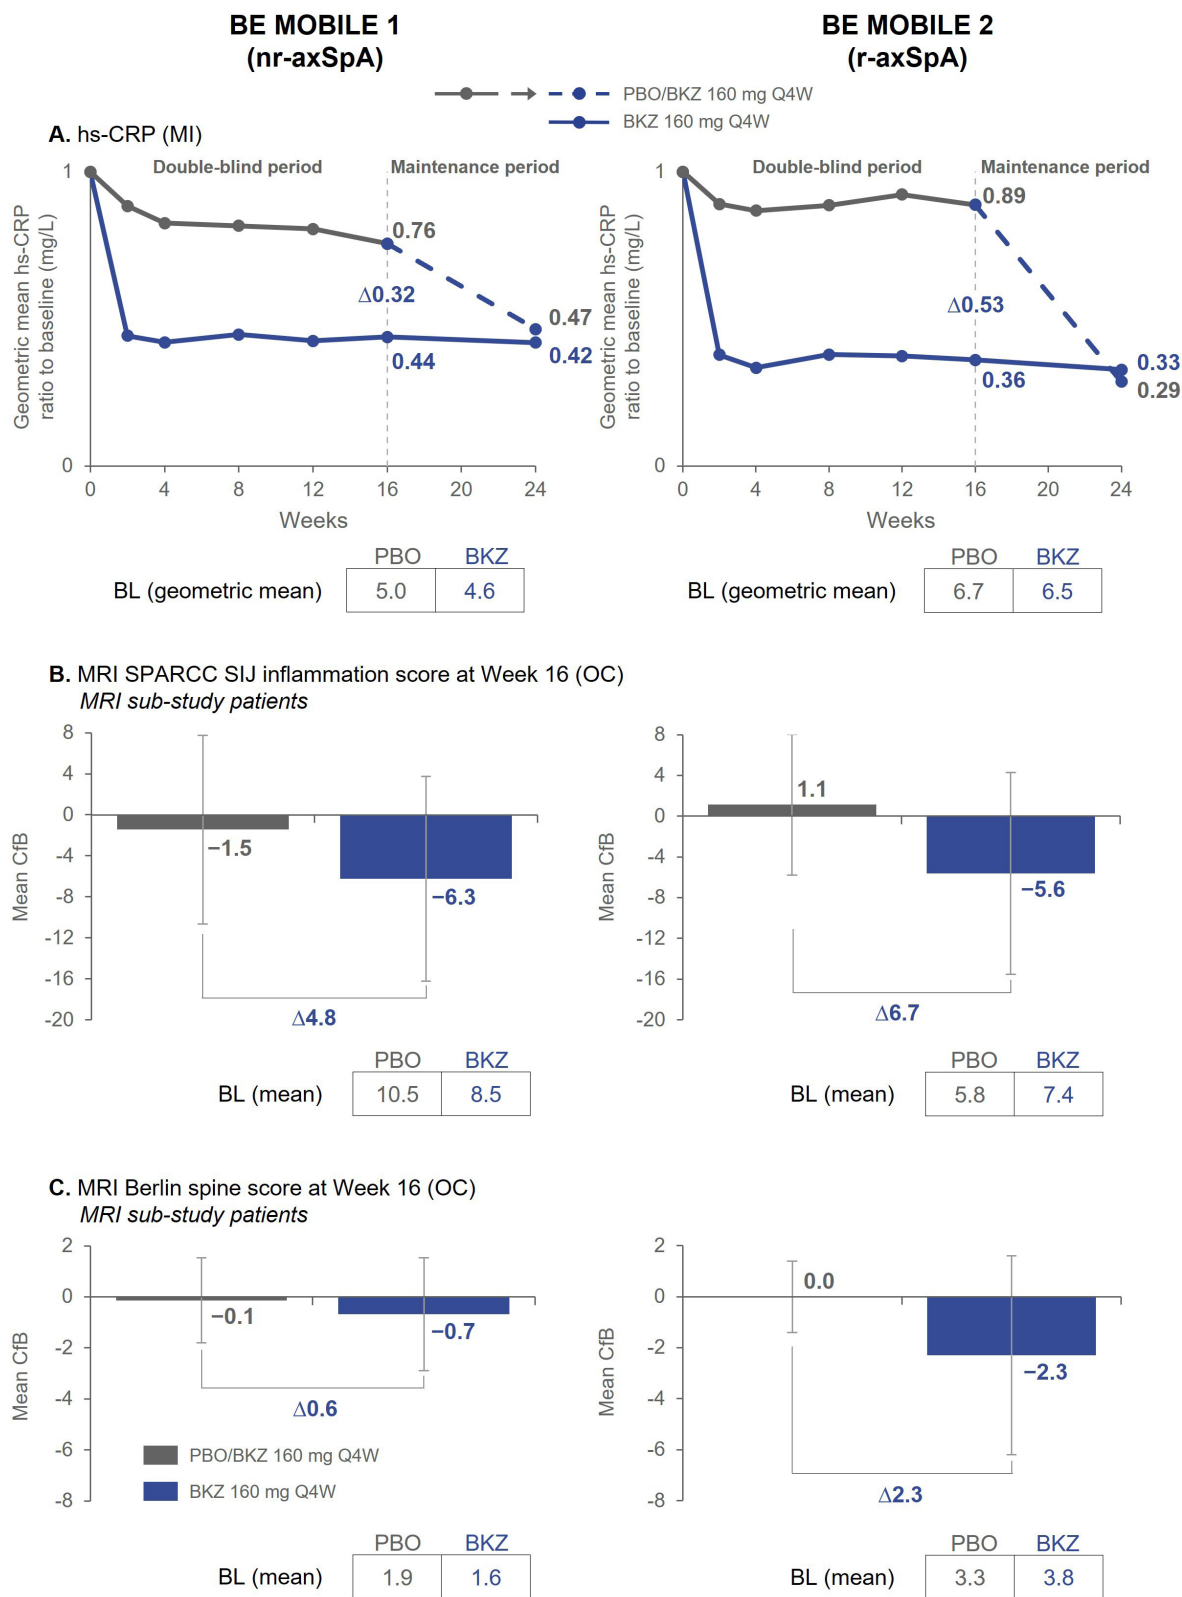 BE MOBILE 1
(nr-axSpA)
BE MOBILE 2
(r-axSpA)
PBO/BKZ 160 mg Q4W
BKZ 160 mg Q4W
A. hs-CRP (MI)
Geometric mean hs-CRP
ratio to baseline (mg/L)
1
0
Double-blind period
Maintenance period
0.76
Δ0.32
0.44
0.47
0.42
0 4 8 12 16 20 24
Weeks
PBO BKZ
BL (geometric mean) 5.0 4.6
Geometric mean hs-CRP
ratio to baseline (mg/L)
1
0
Double-blind period
Maintenance period
0.89
Δ0.53
0.36
0.33
0.29
0 4 8 12 16 20 24
Weeks
PBO BKZ
BL (geometric mean) 6.7 6.5
B. MRI SPARCC SIJ inflammation score at Week 16 (OC)
MRI sub-study patients
Mean CfB
8
4
0
-4
-8
-12
-16
-20
−1.5
−6.3
Δ4.8
PBO BKZ
BL (mean) 10.5 8.5
Mean CfB
8
4
0
-4
-8
-12
-16
-20
1.1
−5.6
Δ6.7
PBO BKZ
BL (mean) 5.8 7.4
C. MRI Berlin spine score at Week 16 (OC)
MRI sub-study patients
Mean CfB
2
0
-2
-4
-6
-8
−0.1
−0.7
Δ0.6
PBO/BKZ 160 mg Q4W
BKZ 160 mg Q4W
PBO BKZ
BL (mean) 1.9 1.6
Mean CfB
2
0
-2
-4
-6
-8
0.0
−2.3
Δ2.3
PBO BKZ
BL (mean) 3.3 3.8